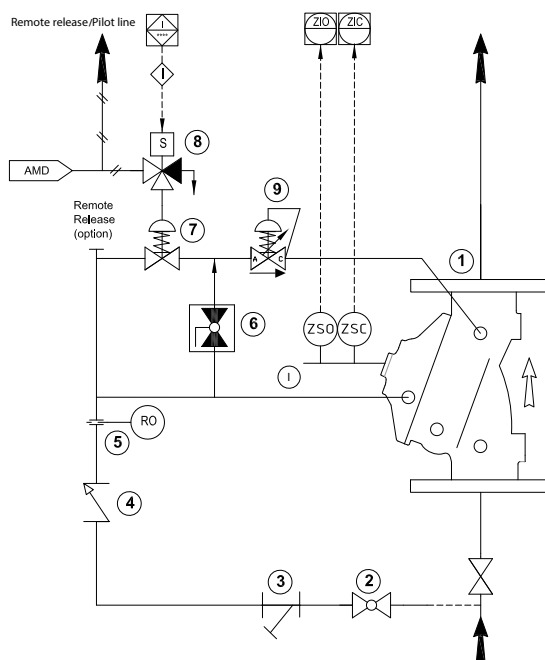 Remote release/Pilot line
I
****
ZIO ZIC
I
S
8
AMD
9
Remote
Release
(option)
7
A C
1
6
ZSO ZSC
I
RO
5
4
3
2